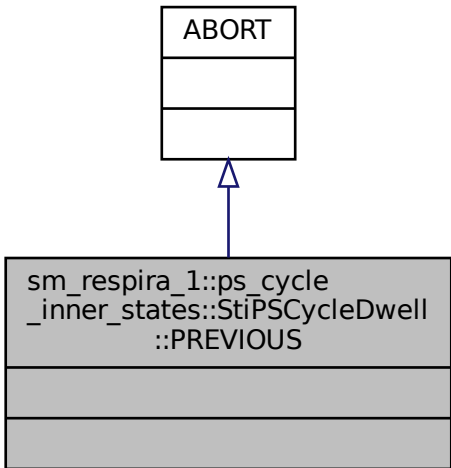 ABORT
sm_respira_1::ps_cycle
_inner_states::StiPSCycleDwell
::PREVIOUS